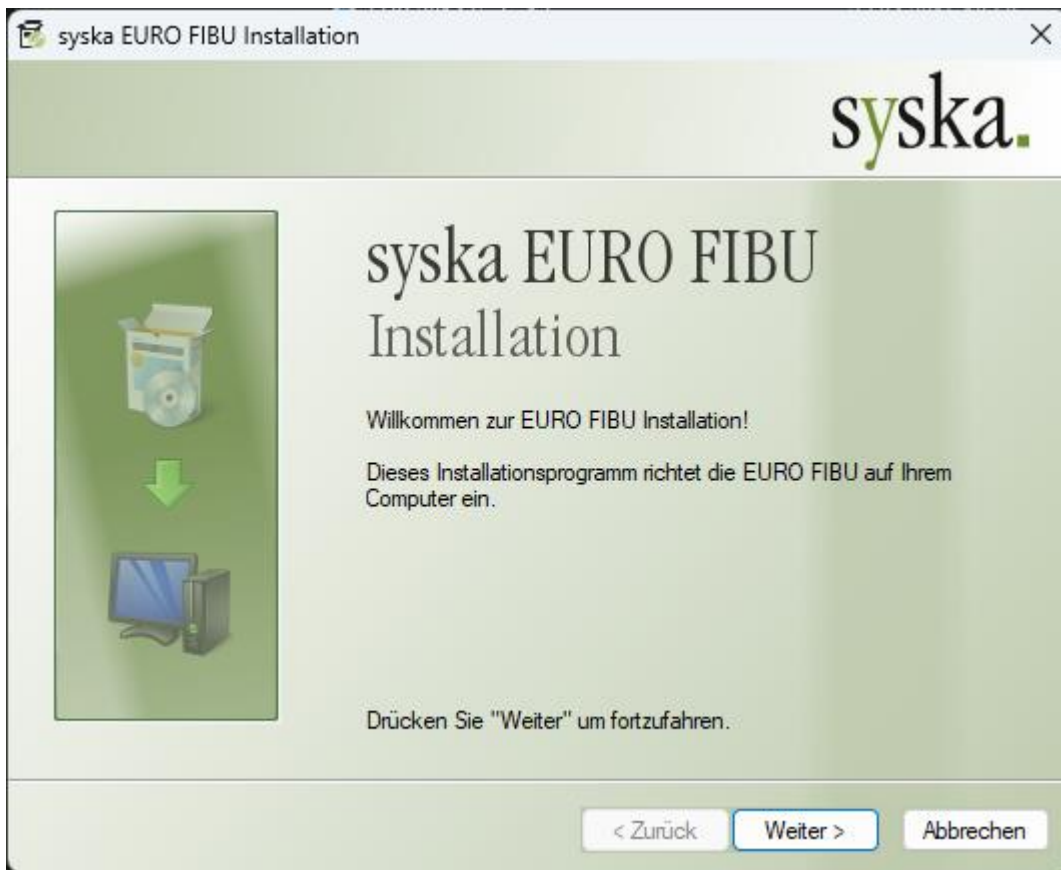 syska EURO FIBU Installation
syska.
syska EURO FIBU
Installation
Willkommen zur EURO FIBU Installation!
Dieses Installationsprogramm richtet die EURO FIBU auf Ihrem
Computer ein.
Drücken Sie "Weiter" um fortzufahren.
< Zurück
Weiter >
Abbrechen